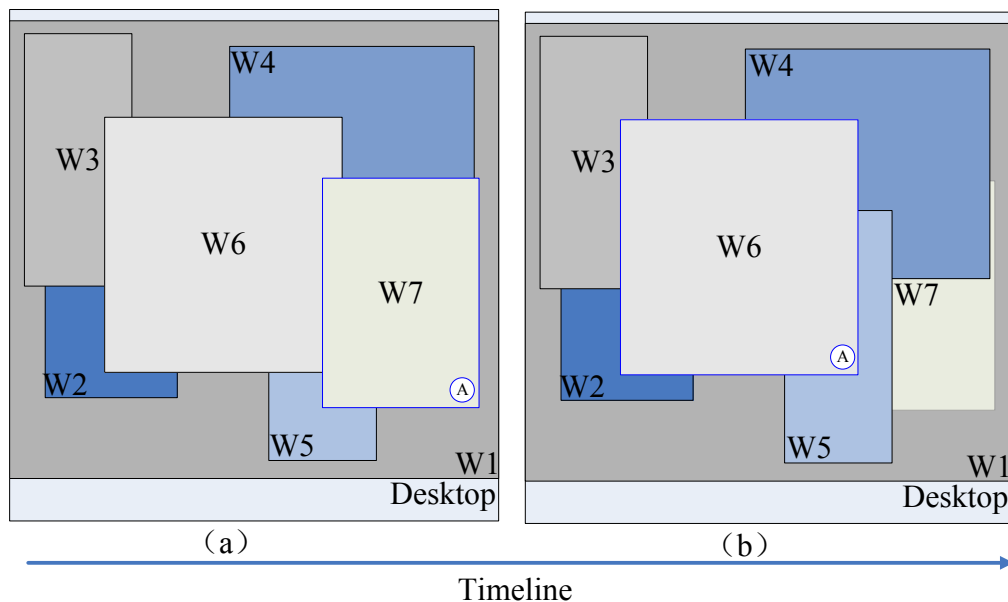 W4
W3
W6
W7
A
W2
W5
W1
Desktop
（a）
W4
W3
W6
W7
A
W2
W5
W1
Desktop
（b）
Timeline